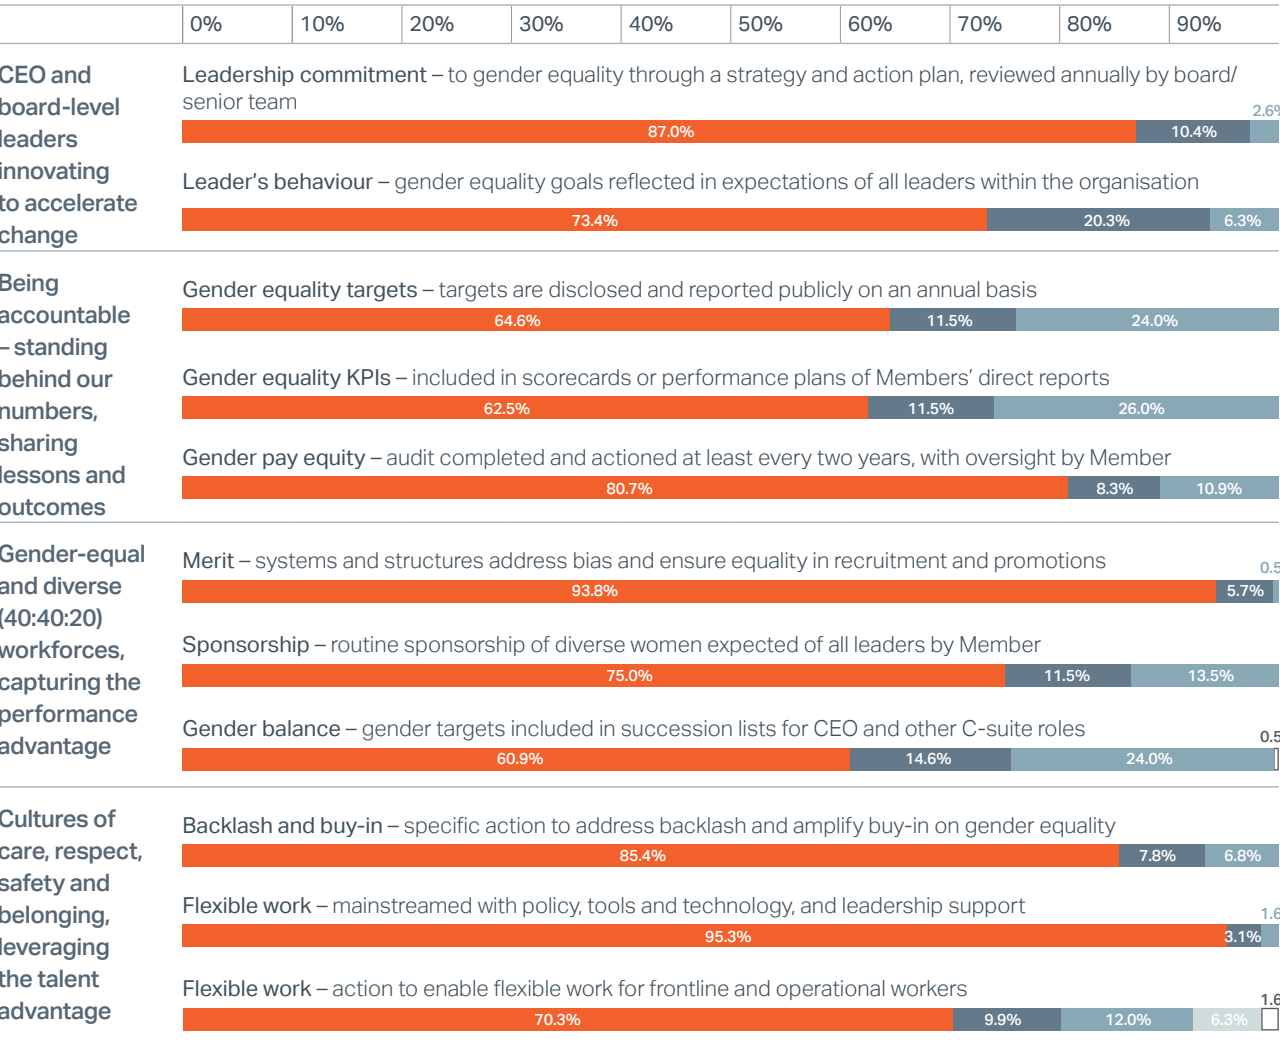 0% 10% 20% 30% 40% 50% 60% 70% 80% 90%
CEO and
board-level
leaders
innovating
to accelerate
change
Leadership commitment – to gender equality through a strategy and action plan, reviewed annually by board/
senior team
2.6%
87.0% 10.4%
Leader's behaviour – gender equality goals reflected in expectations of all leaders within the organisation
73.4% 20.3% 6.3%
Being
accountable
– standing
behind our
numbers,
sharing
lessons and
outcomes
Gender equality targets – targets are disclosed and reported publicly on an annual basis
64.6% 11.5% 24.0%
Gender equality KPIs – included in scorecards or performance plans of Members' direct reports
62.5% 11.5% 26.0%
Gender pay equity – audit completed and actioned at least every two years, with oversight by Member
80.7% 8.3% 10.9%
Gender-equal
and diverse
(40:40:20)
workforces,
capturing the
performance
advantage
Merit – systems and structures address bias and ensure equality in recruitment and promotions
0.5
93.8% 5.7%
Sponsorship – routine sponsorship of diverse women expected of all leaders by Member
75.0% 11.5% 13.5%
Gender balance – gender targets included in succession lists for CEO and other C-suite roles
0.5
60.9% 14.6% 24.0%
Cultures of
care, respect,
safety and
belonging,
leveraging
the talent
advantage
Backlash and buy-in – specific action to address backlash and amplify buy-in on gender equality
85.4% 7.8% 6.8%
Flexible work – mainstreamed with policy, tools and technology, and leadership support
1.6
95.3% 3.1%
Flexible work – action to enable flexible work for frontline and operational workers
1.6
70.3% 9.9% 12.0% 6.3%